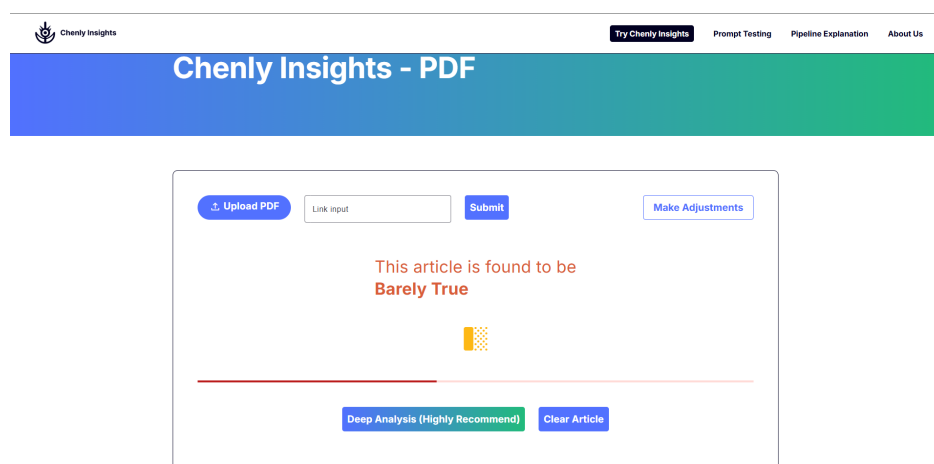 Chenly Insights
Try Chenly Insights
Prompt Testing
Pipeline Explanation
About Us
Chenly Insights - PDF
Upload PDF
Link input
Submit
Make Adjustments
This article is found to be
Barely True
Deep Analysis (Highly Recommend)
Clear Article